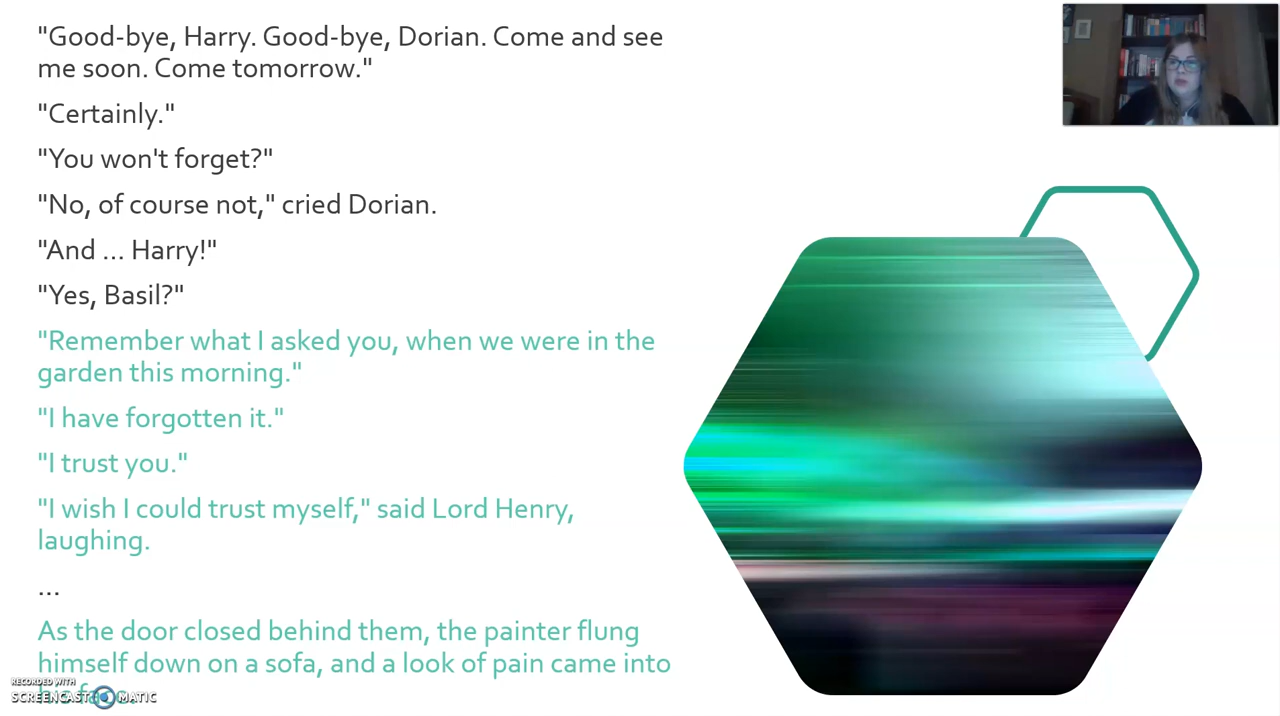 "Good-bye, Harry. Good-bye, Dorian. Come and see
me soon. Come tomorrow."
"Certainly."
"You won't forget?"
"No, of course not," cried Dorian.
"And ... Harry!"
"Yes, Basil?"
"Remember what I asked you, when we were in the
garden this morning."
"I have forgotten it."
"I trust you."
"I wish I could trust myself," said Lord Henry,
laughing.
...
As the door closed behind them, the painter flung
himself down on a sofa, and a look of pain came into
his face.
RECORDED WITH
SCREENCAST MATIC